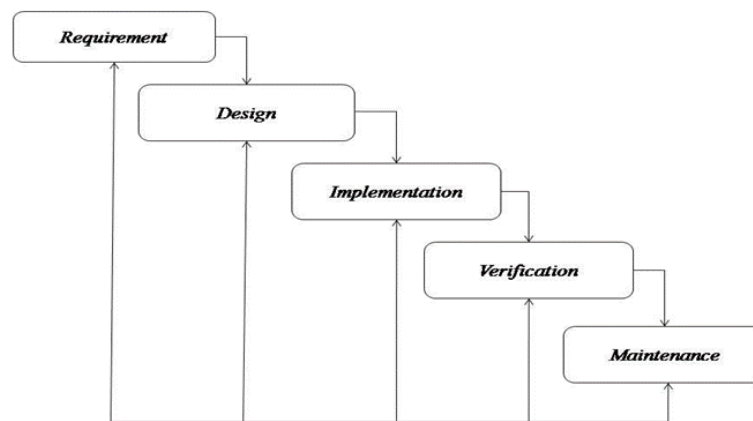 Requirement
Design
Implementation
Verification
Maintenance